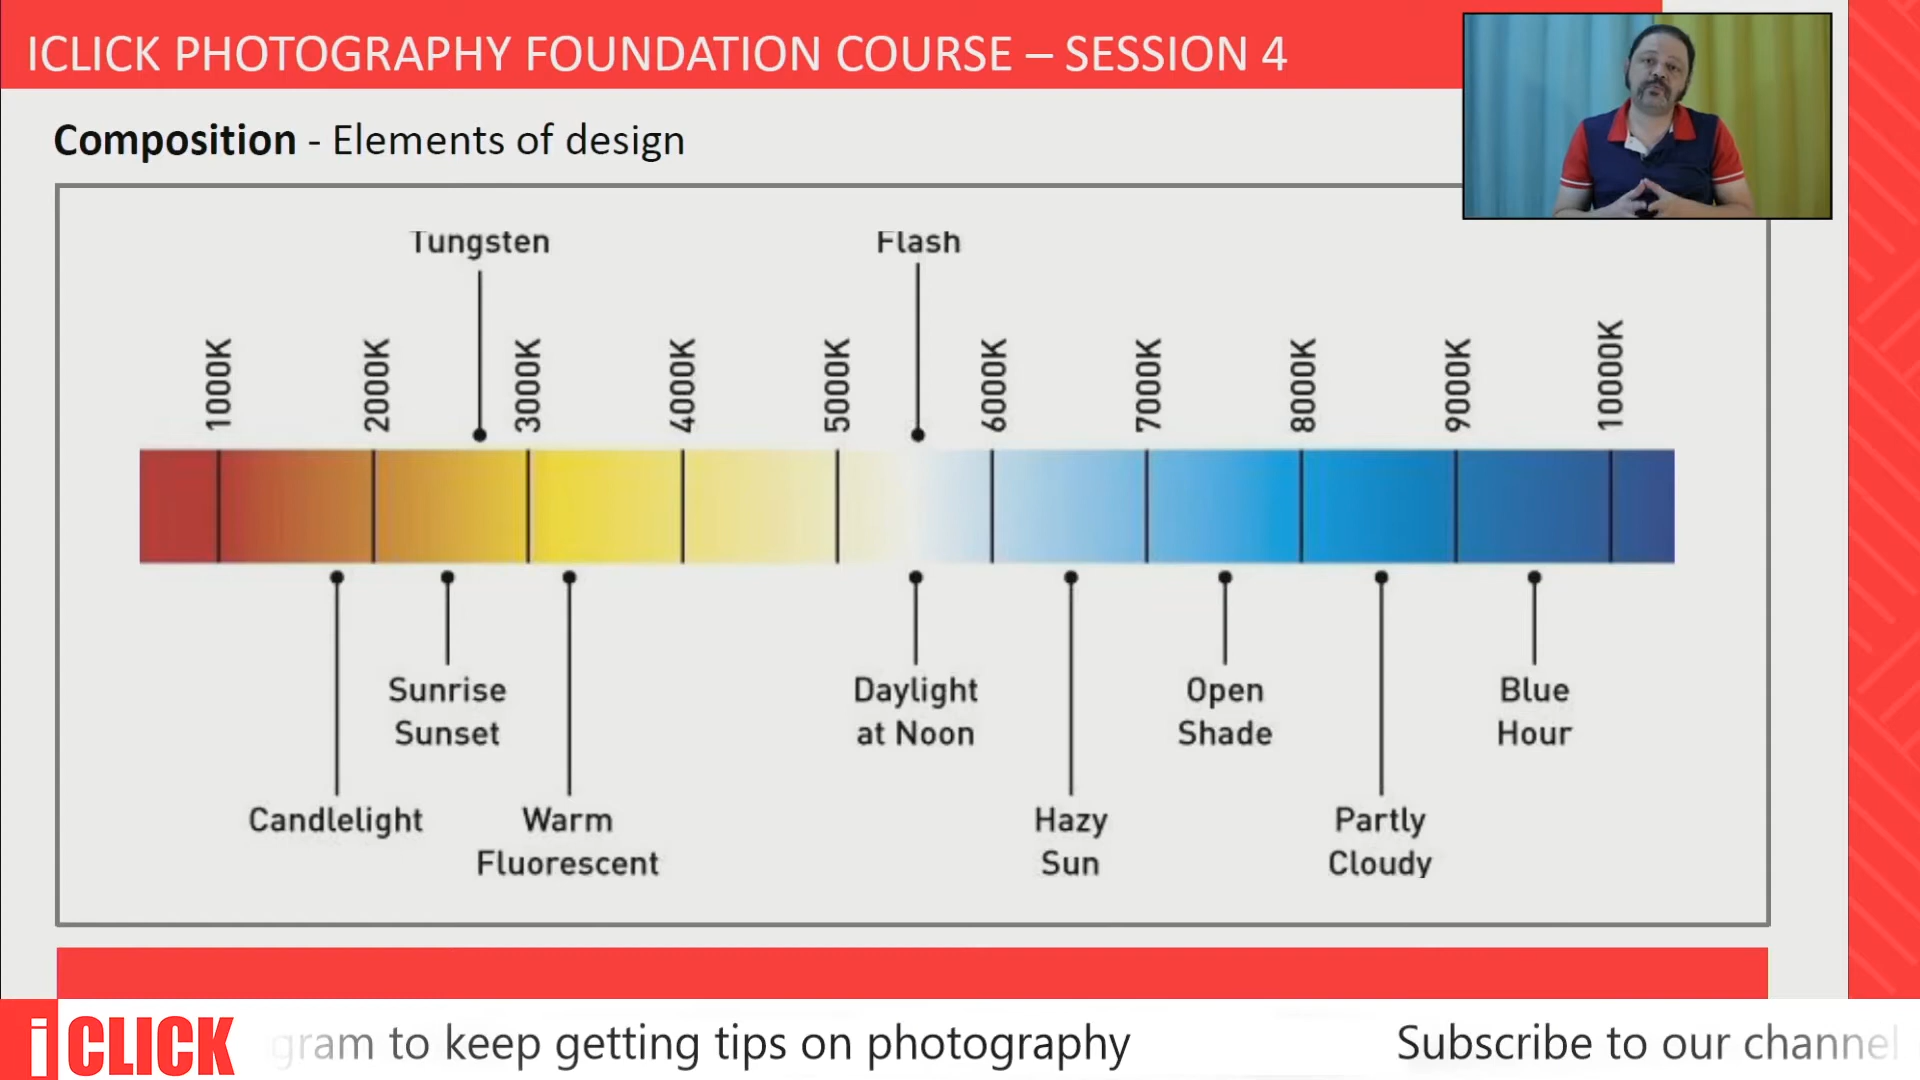 ICLICK PHOTOGRAPHY FOUNDATION COURSE – SESSION 4
Composition - Elements of design
Tungsten
Flash
1000K
2000K
3000K
4000K
5000K
6000K
7000K
8000K
9000K
10000K
Sunrise
Sunset
Daylight
at Noon
Open
Shade
Blue
Hour
Candlelight
Warm
Fluorescent
Hazy
Sun
Partly
Cloudy
iCLICK
gram to keep getting tips on photography
Subscribe to our channel